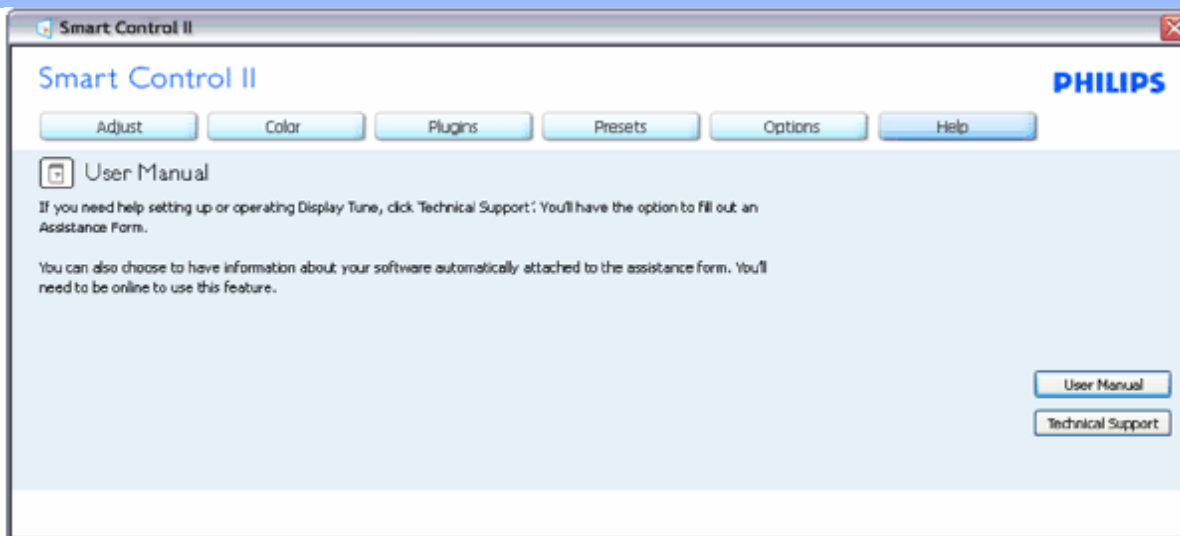 Smart Control II
Smart Control II
PHILIPS
Adjust
Color
Plugins
Presets
Options
Help
User Manual
If you need help setting up or operating Display Tune, click 'Technical Support'. You'll have the option to fill out an
Assistance Form.
You can also choose to have information about your software automatically attached to the assistance form. You'll
need to be online to use this feature.
User Manual
Technical Support